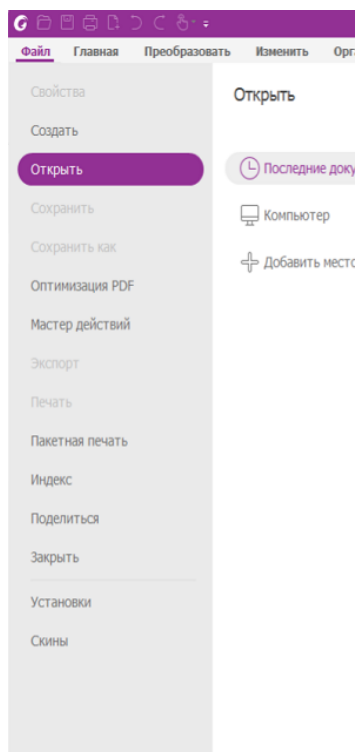 Файл Главная Преобразовать Изменить
Свойства
Открыть
Создать
Открыть
Последние
Сохранить
Компьютер
Сохранить как
Добавить место
Оптимизация PDF
Мастер действий
Экспорт
Печать
Пакетная печать
Индекс
Поделиться
Закрыть
Установки
Скины